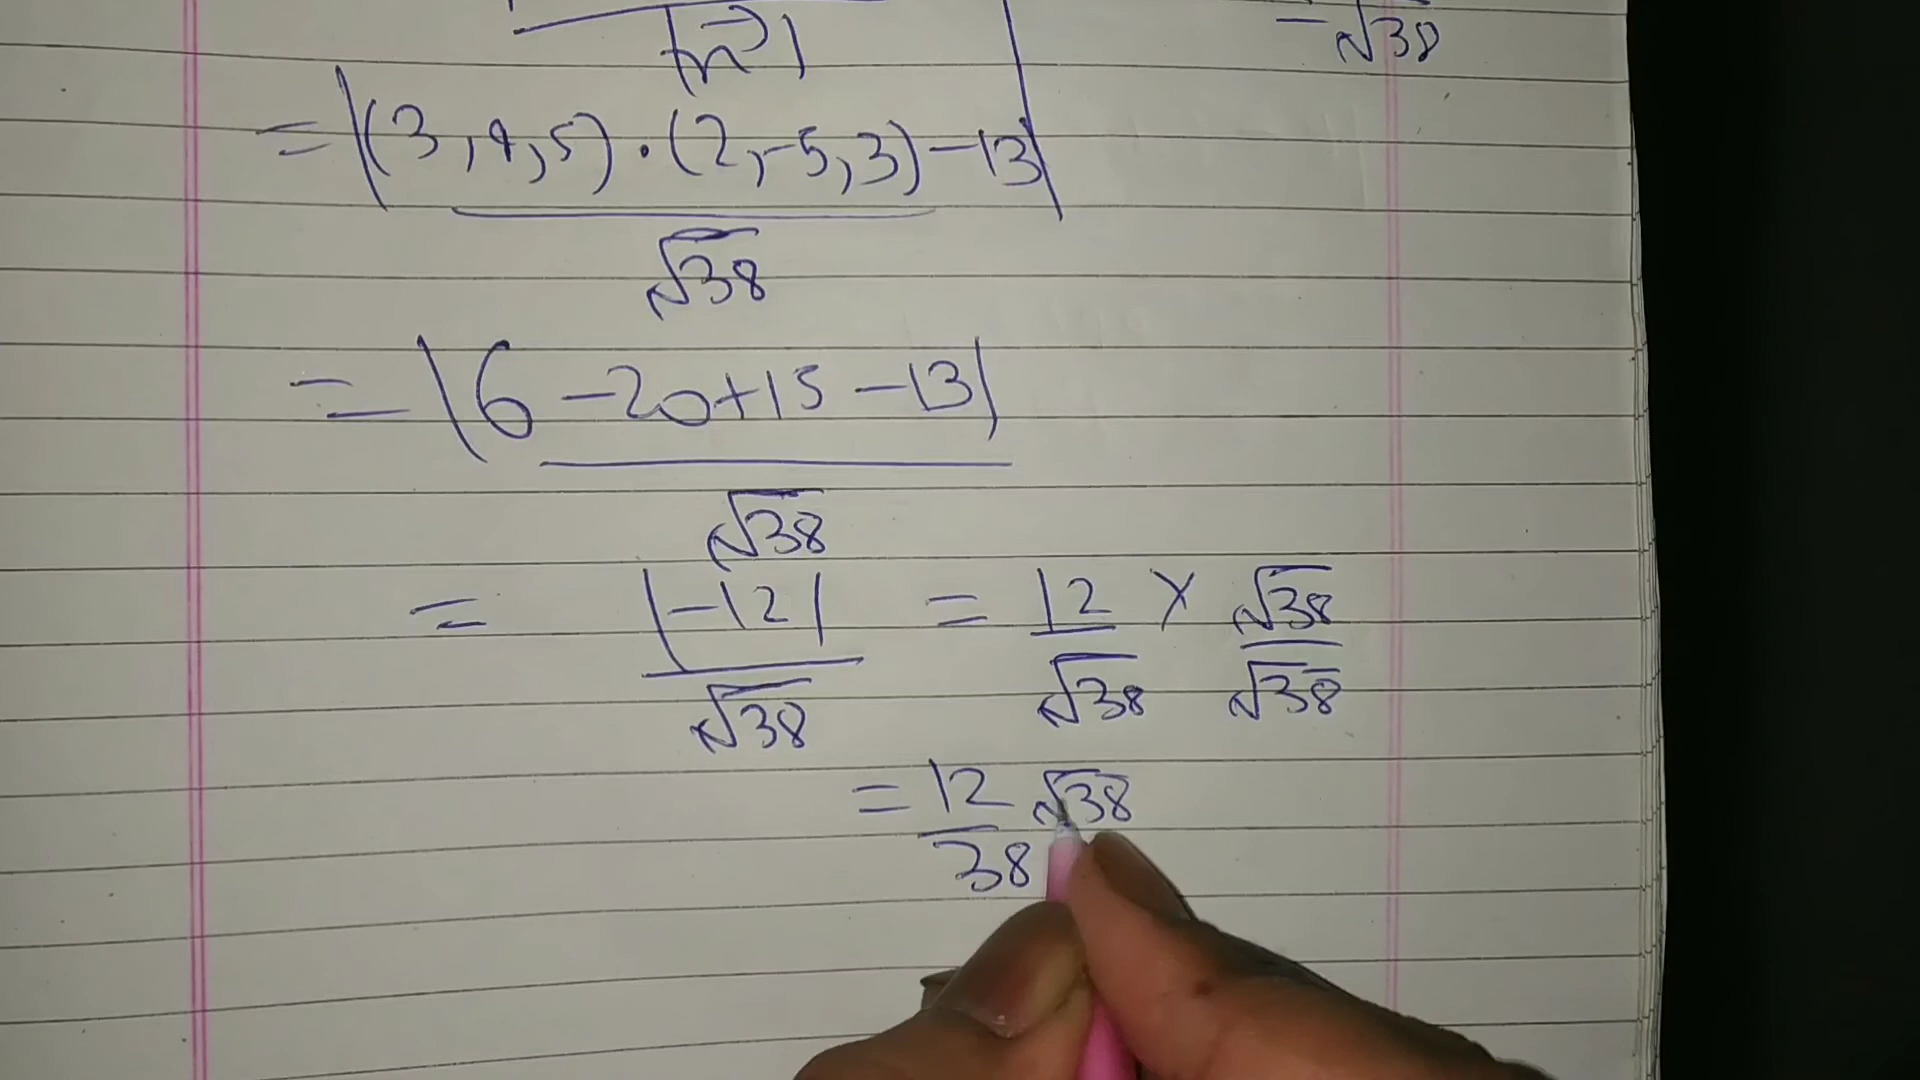 |n⃗|
-√38
= |(3,4,5)·(2,-5,3)-13|
√38
= |6-20+15-13|
√38
= |-12| = 12 × √38
√38 √38 √38
= 12 √38
38